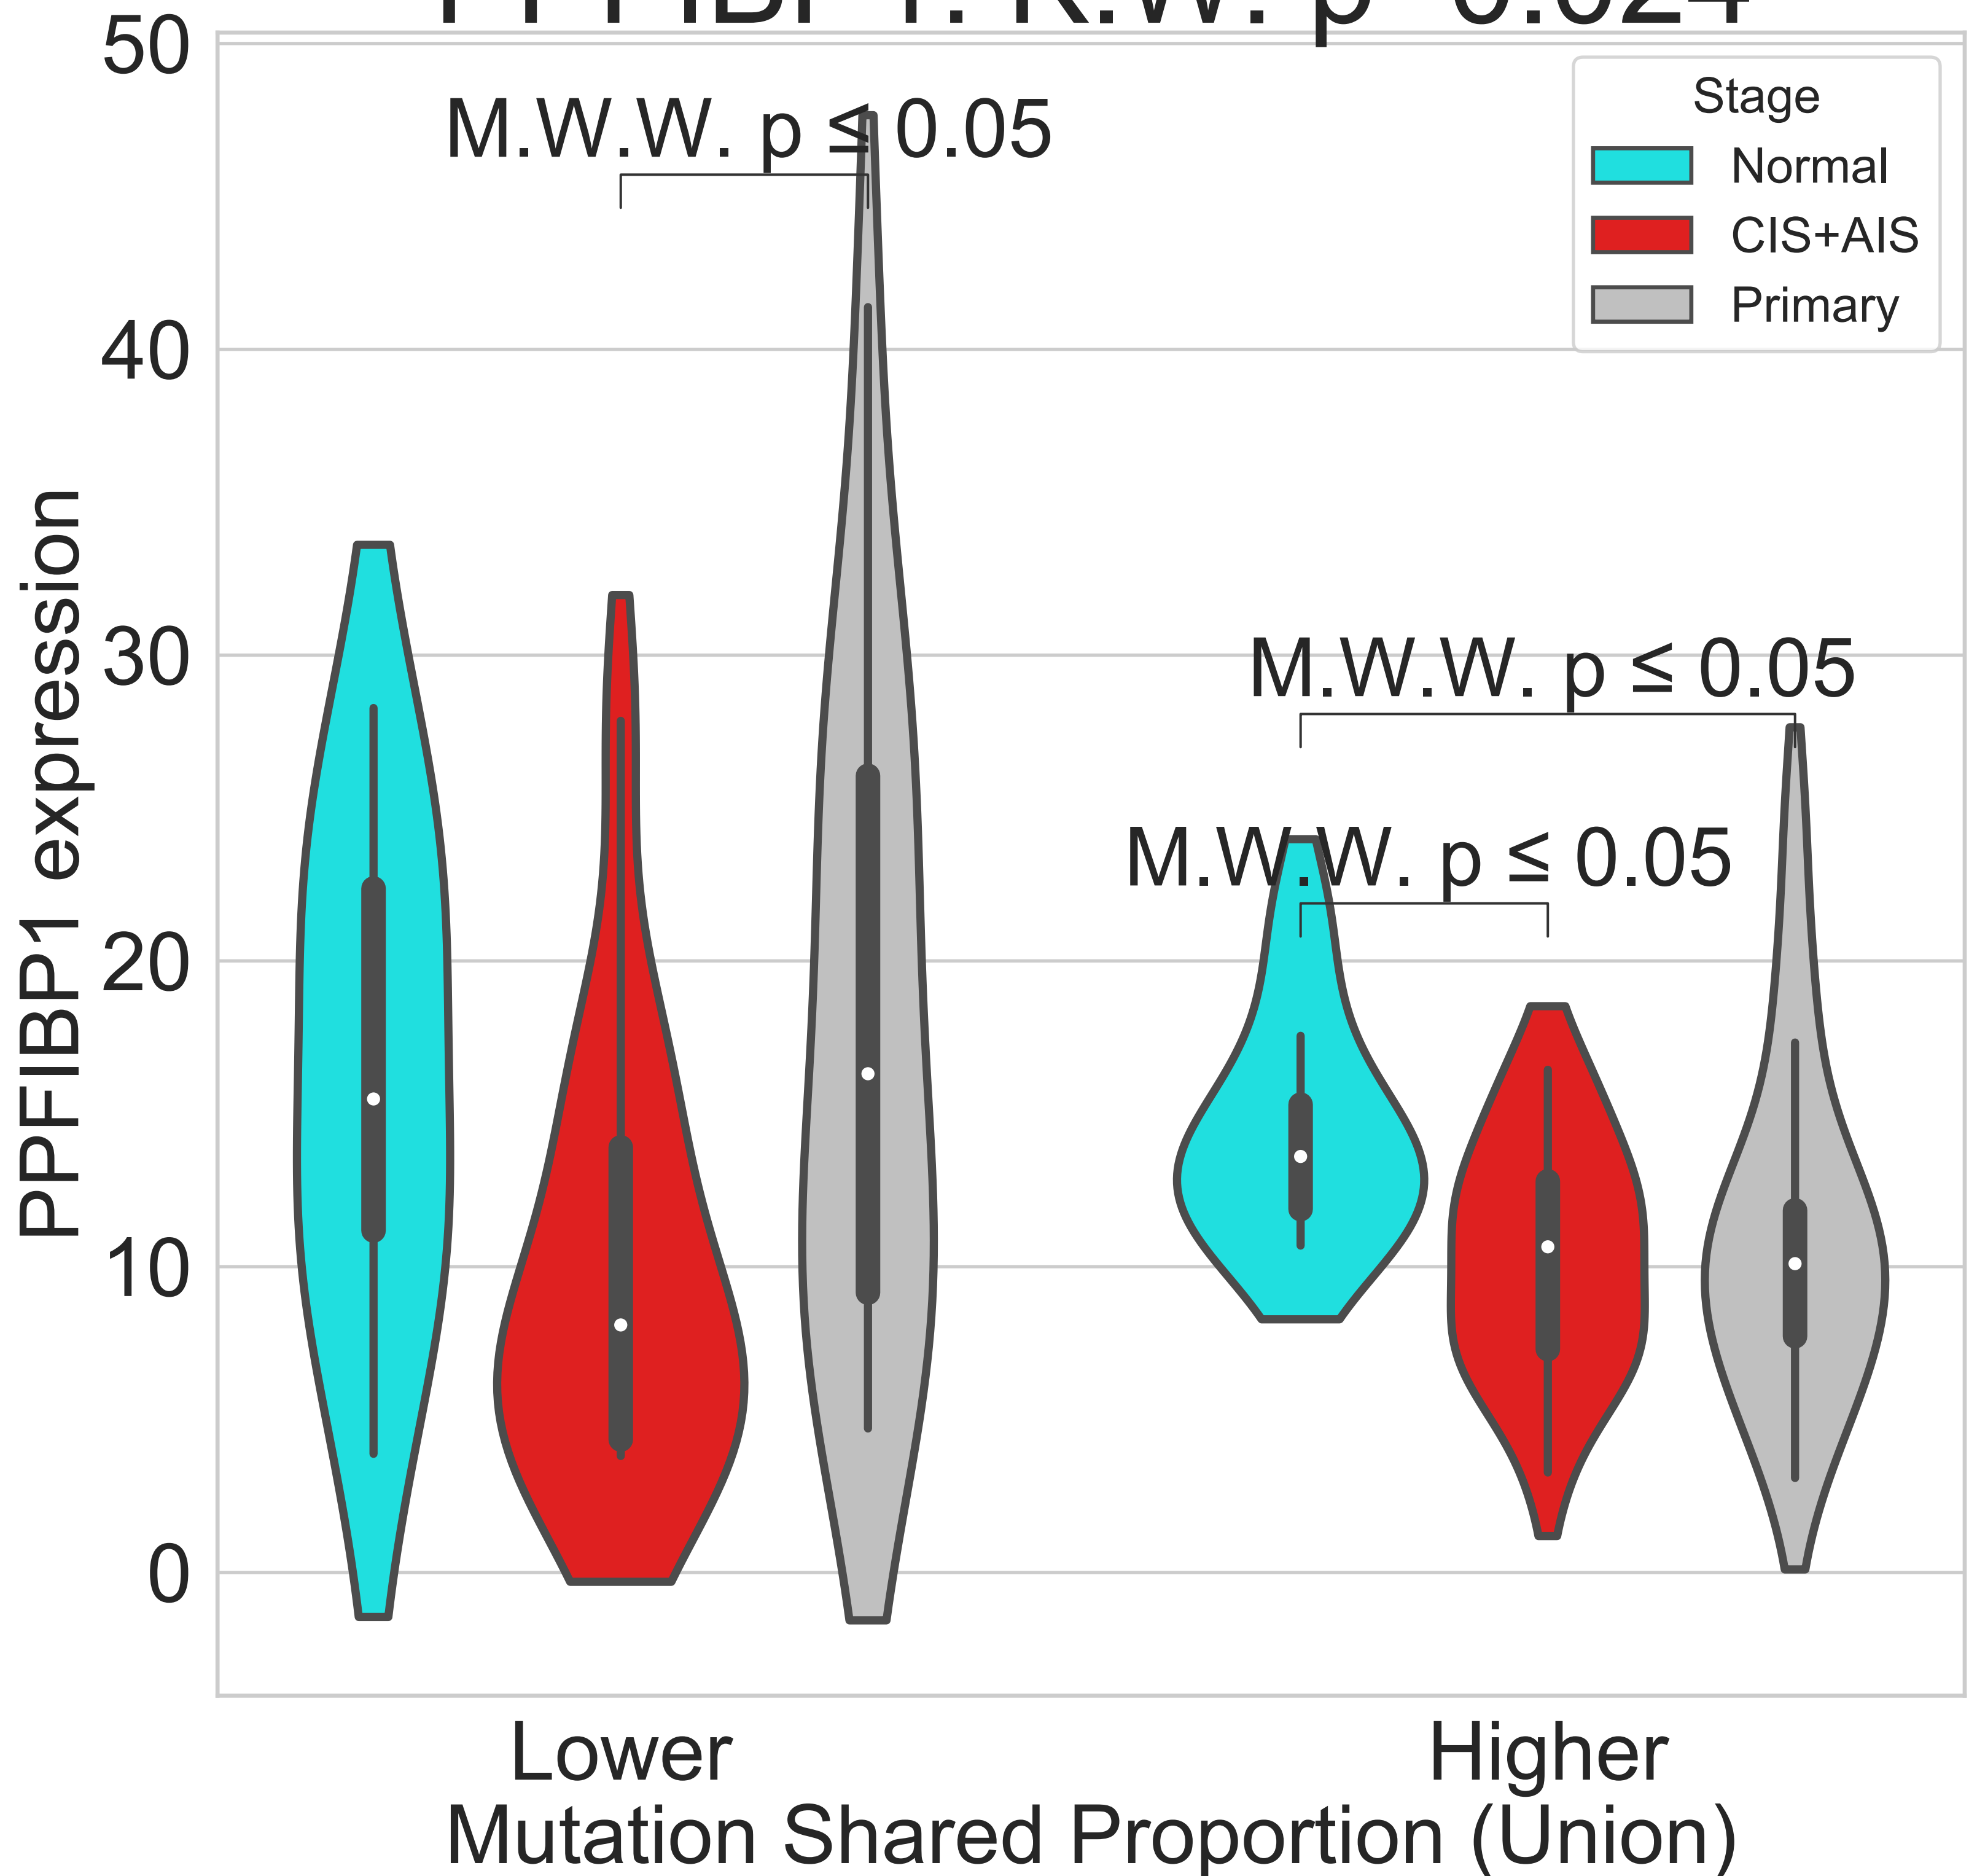 50
M.W.W. p ≤ 0.05
Stage
Normal
CIS+AIS
Primary
40
PPFIBP1 expression
30
M.W.W. p ≤ 0.05
M.W.W. p ≤ 0.05
20
10
0
Lower
Higher
Mutation Shared Proportion (Union)